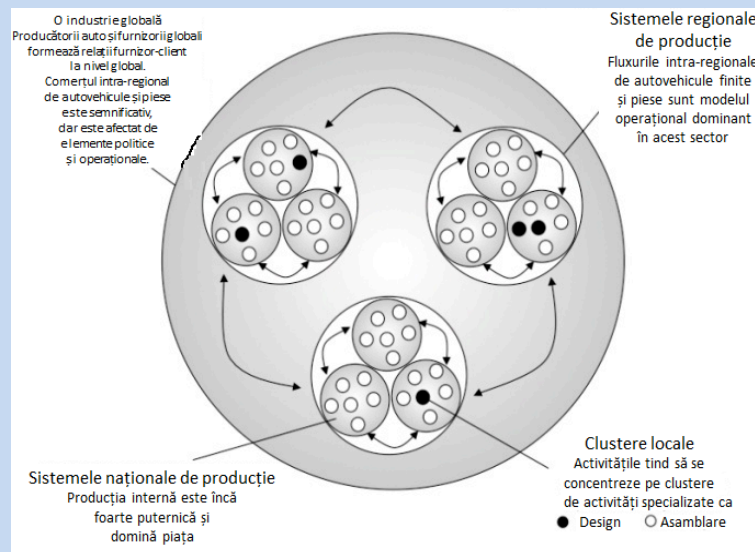 O industrie globală
Producătorii auto și furnizorii globali
formează relații furnizor-client
la nivel global.
Comerțul intra-regional
de autovehicule și piese
este semnificativ,
dar este afectat de
elemente politice
și operaționale.
Sistemele regionale
de producție
Fluxurile intra-regionale
de autovehicule finite
și piese sunt modelul
operațional dominant
în acest sector
Sistemele naționale de producție
Producția internă este încă
foarte puternică și
domină piața
Clustere locale
Activitățile tind să se
concentreze pe clustere
de activități specializate ca
Design Asamblare